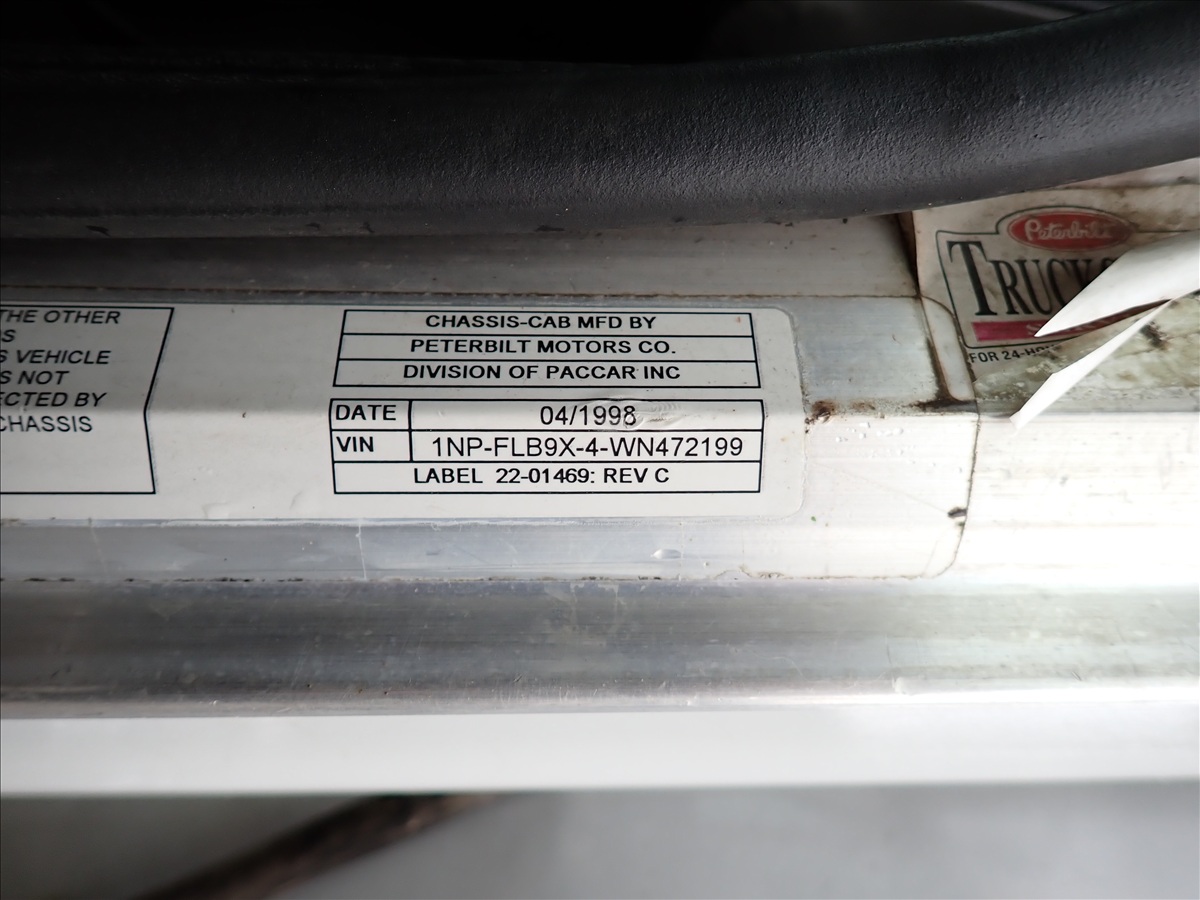 THE OTHER
S VEHICLE
S NOT
ECTED BY
CHASSIS
CHASSIS-CAB MFD BY
PETERBILT MOTORS CO.
DIVISION OF PACCAR INC
DATE 04/1998
VIN 1NP-FLB9X-4-WN472199
LABEL 22-01469: REV C
Peterbilt
TRUCK
FOR 24-HO